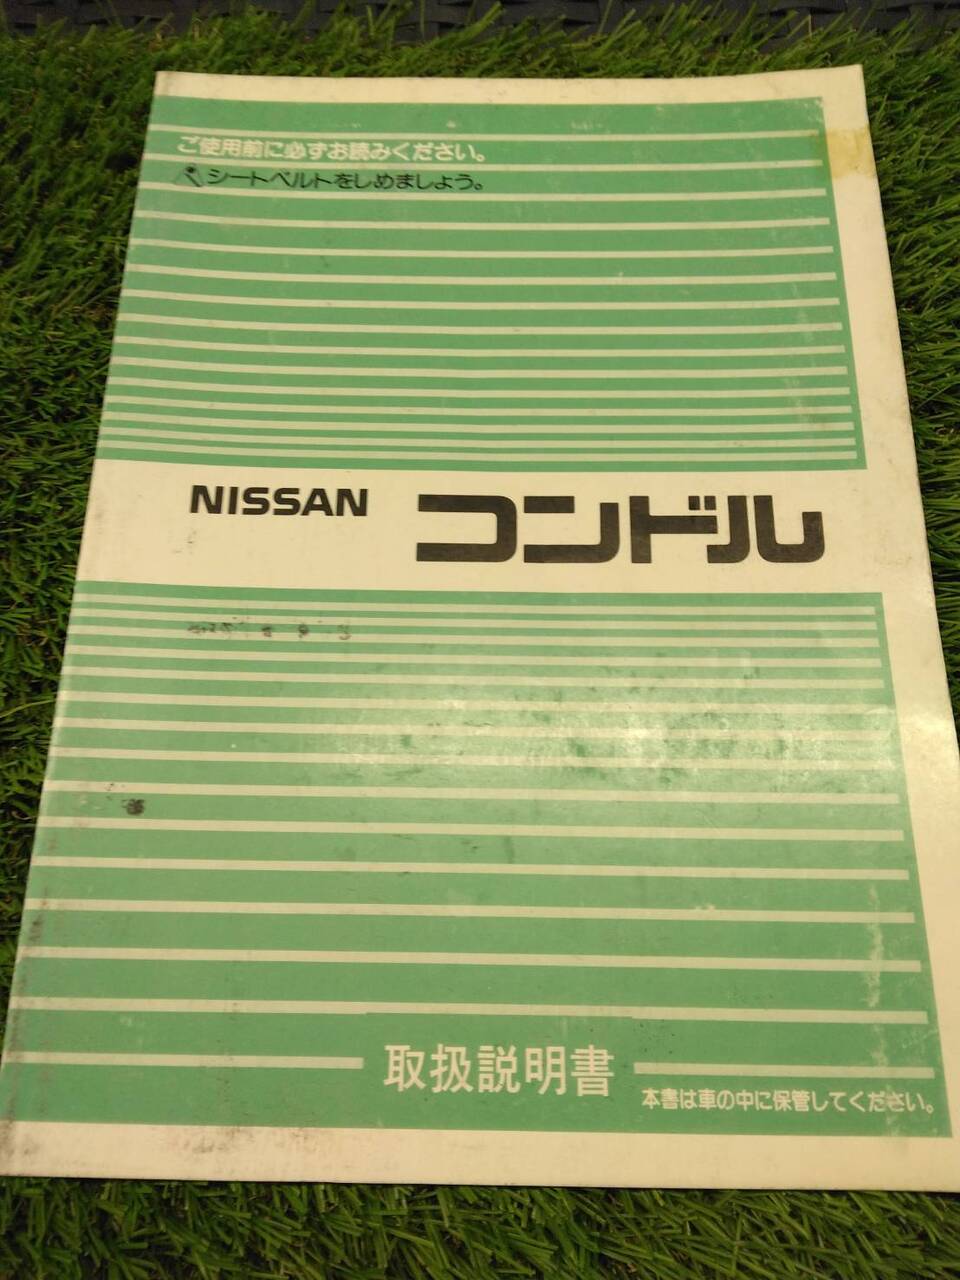 ご使用前に必ずお読みください。
シートベルトをしめましょう。
NISSAN コンドル
取扱説明書
本書は車の中に保管してください。